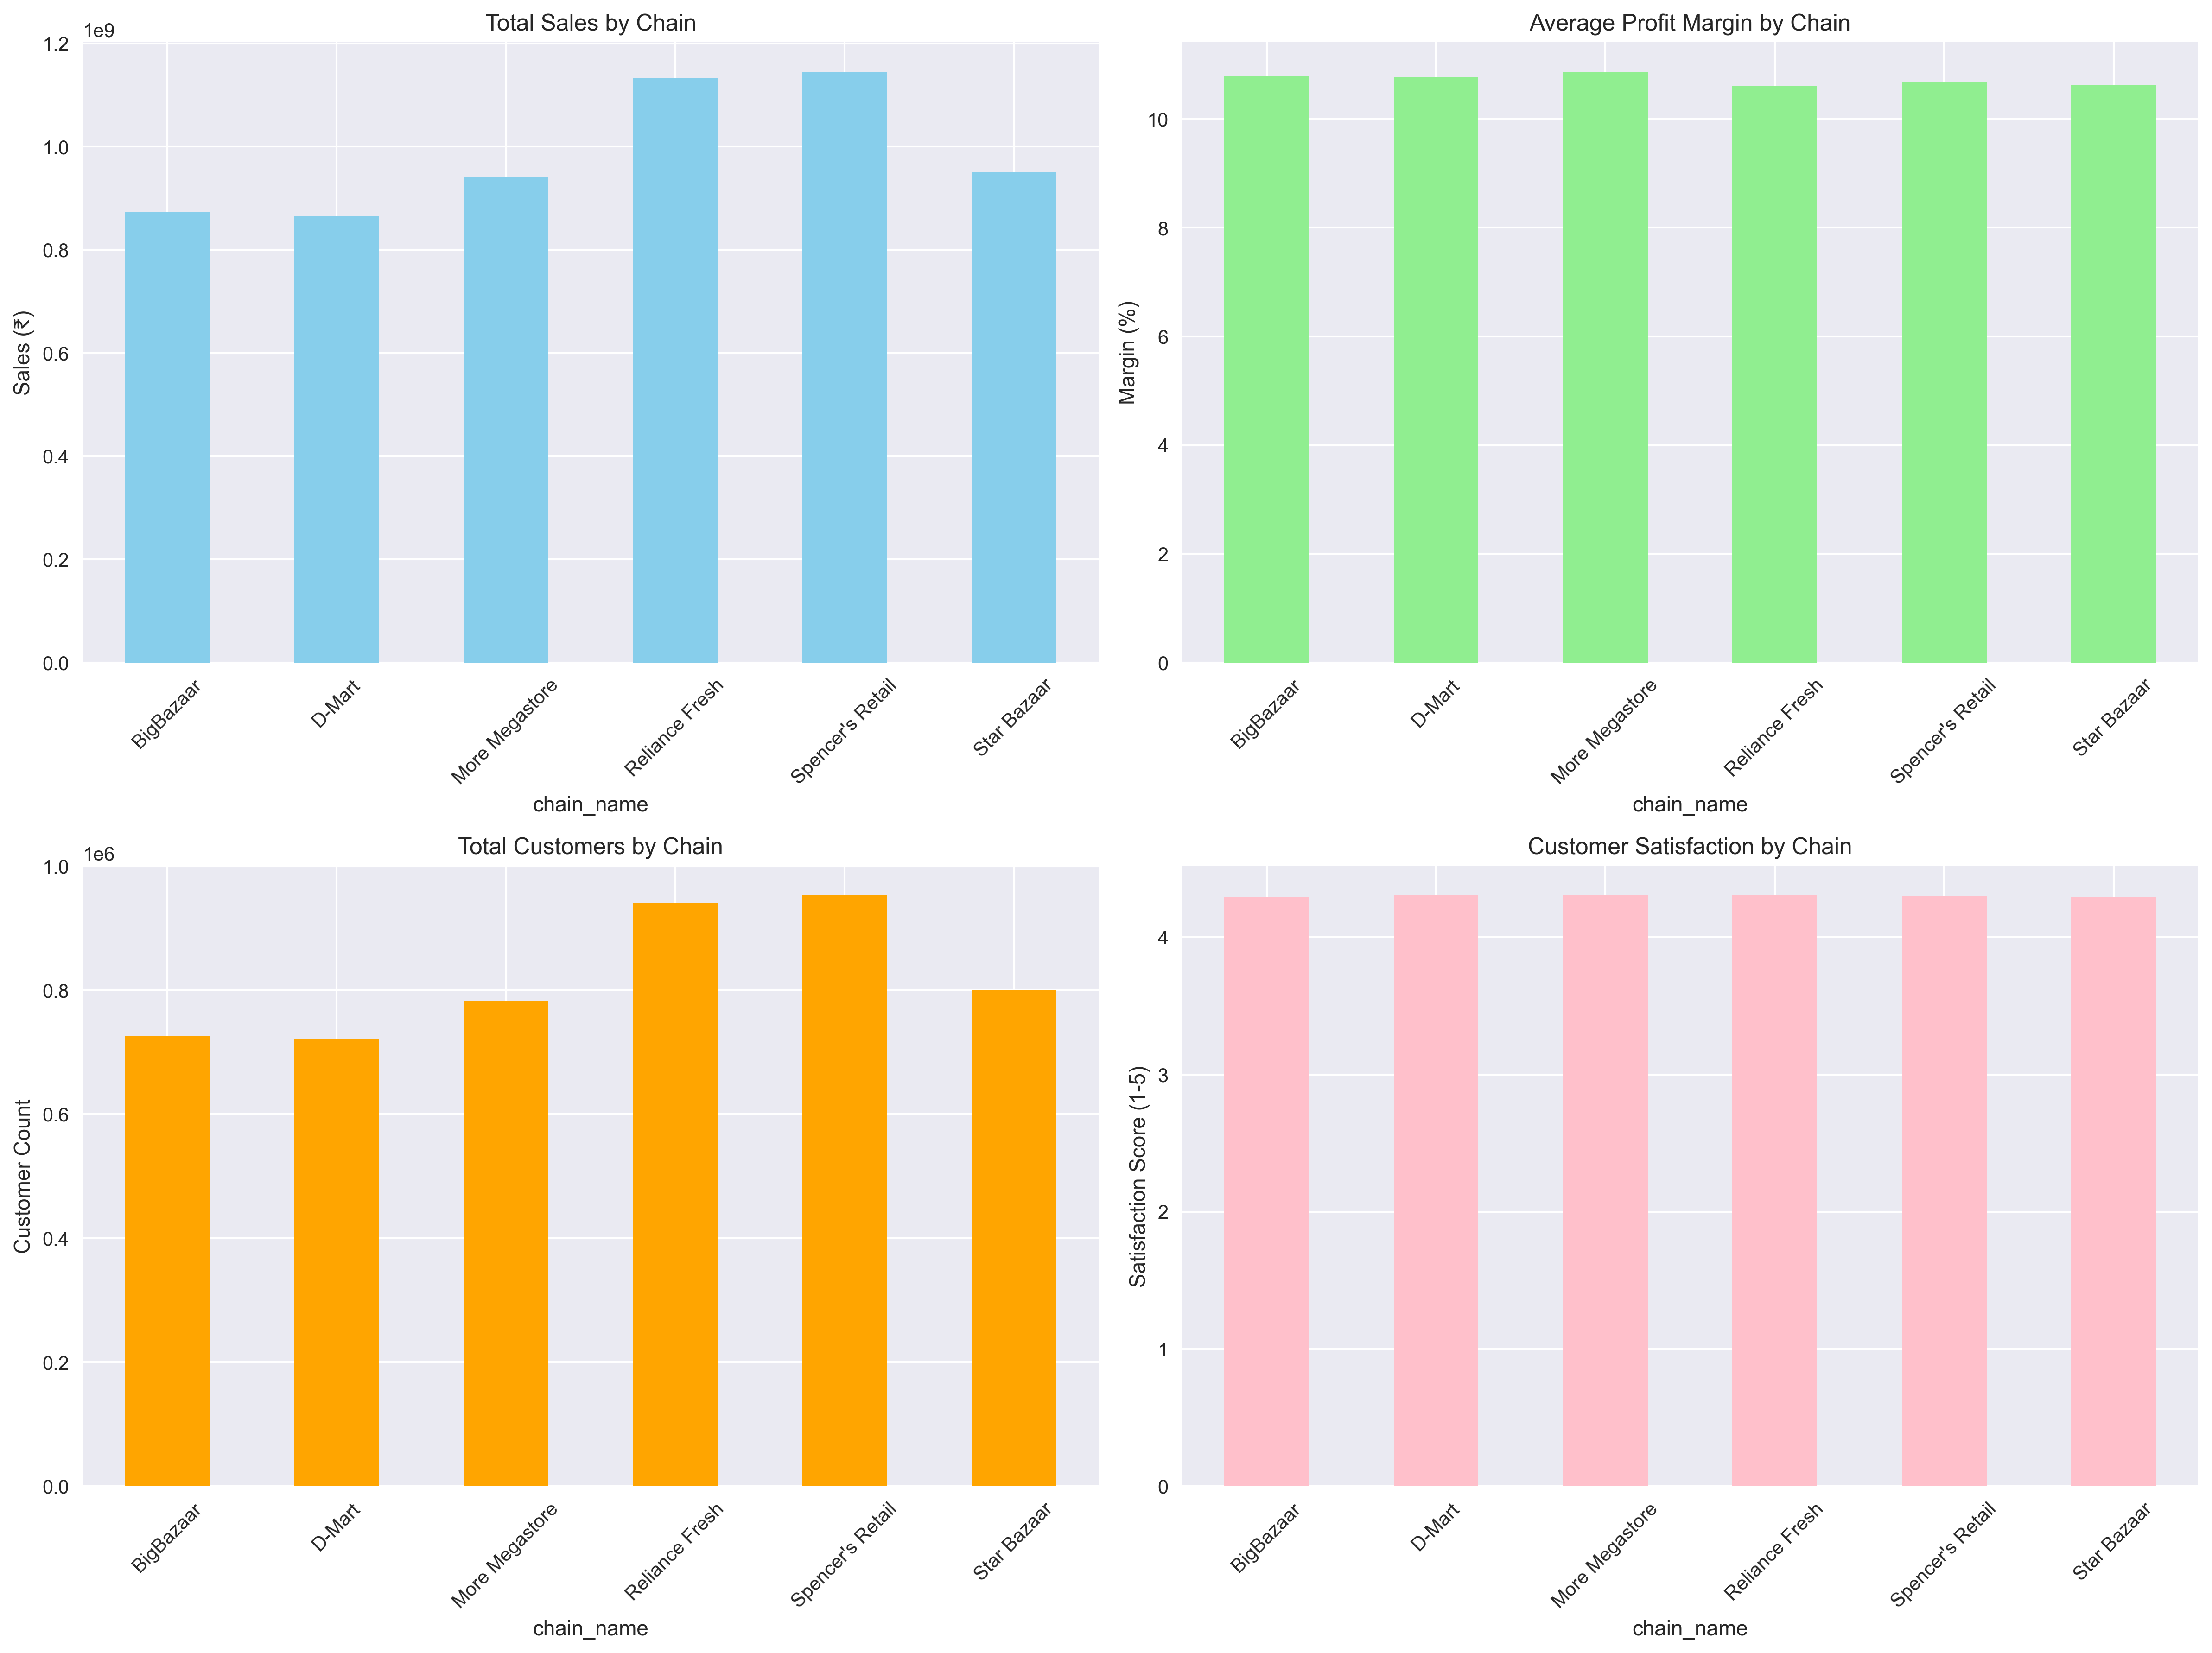 Total Sales by Chain
1e9
1.2
1.0
0.8
0.6
0.4
0.2
0.0
Sales (₹)
BigBazaar
D-Mart
More Megastore
Reliance Fresh
Spencer's Retail
Star Bazaar
chain_name
Average Profit Margin by Chain
10
8
6
4
2
0
Margin (%)
BigBazaar
D-Mart
More Megastore
Reliance Fresh
Spencer's Retail
Star Bazaar
chain_name
Total Customers by Chain
1e6
1.0
0.8
0.6
0.4
0.2
0.0
Customer Count
BigBazaar
D-Mart
More Megastore
Reliance Fresh
Spencer's Retail
Star Bazaar
chain_name
Customer Satisfaction by Chain
4
3
2
1
0
Satisfaction Score (1-5)
BigBazaar
D-Mart
More Megastore
Reliance Fresh
Spencer's Retail
Star Bazaar
chain_name